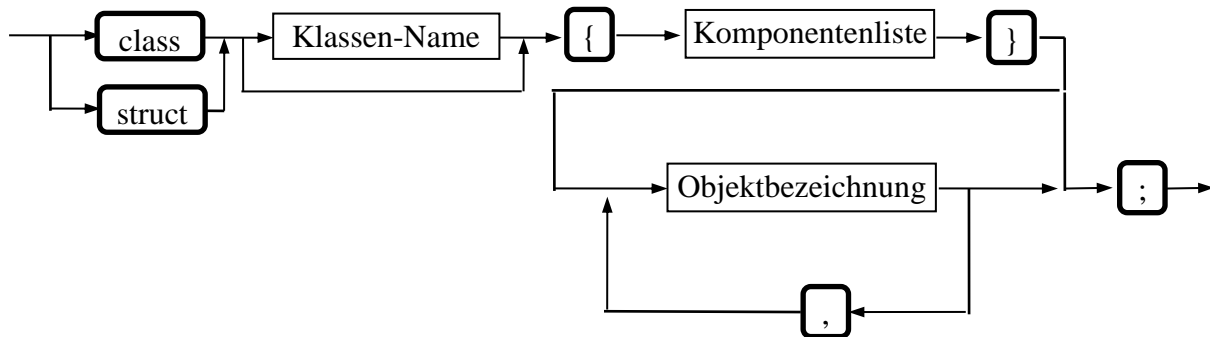 class Klassen-Name { Komponentenliste }
struct
Objektbezeichnung ;
,